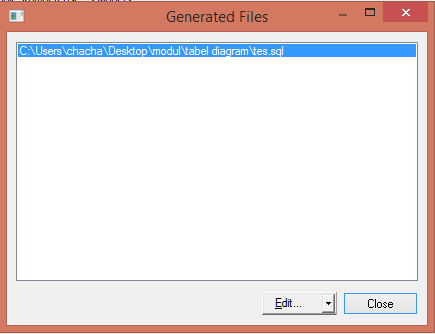 Generated Files
C:\Users\chacha\Desktop\modul\tabel diagram\tes.sql
Edit...
Close